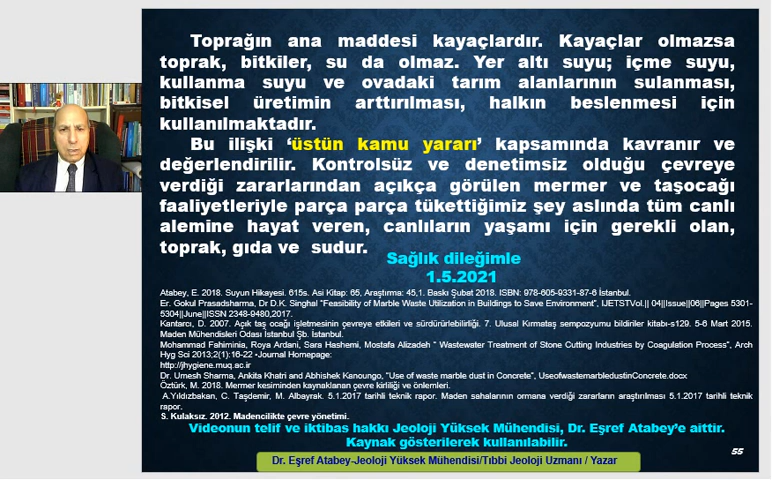 Toprağın ana maddesi kayaçlardır. Kayaçlar olmazsa
toprak, bitkiler, su da olmaz. Yer altı suyu; içme suyu,
kullanma suyu ve ovadaki tarım alanlarının sulanması,
bitkisel üretimin arttırılması, halkın beslenmesi için
kullanılmaktadır.
Bu ilişki ‘üstün kamu yararı’ kapsamında kavranır ve
değerlendirilir. Kontrolsüz ve denetimsiz olduğu çevreye
verdiği zararlarından açıkça görülen mermer ve taşocağı
faaliyetleriyle parça parça tükettiğimiz şey aslında tüm canlı
alemine hayat veren, canlıların yaşamı için gerekli olan,
toprak, gıda ve sudur.
Sağlık dileğimle
1.5.2021
Atabey, E. 2018. Suyun Hikayesi. 615s. Asi Kitap: 65, Araştırma: 45,1. Baskı Şubat 2018. ISBN: 978-605-9331-87-6 İstanbul.
Er. Gokul Prasadsharma, Dr D.K. Singhal “Feasibility of Marble Waste Utilization in Buildings to Save Environment”, IJETSTVol.|| 04||Issue||06||Pages 5301-
5304||June||ISSN 2348-9480,2017.
Kantarcı, D. 2007. Açık taş ocağı işletmesinin çevreye etkileri ve sürdürürlebilirliği. 7. Ulusal Kırmataş sempozyumu bildiriler kitabı-s129. 5-6 Mart 2015.
Maden Mühendisleri Odası İstanbul Şb. İstanbul.
Mohammad Fahiminia, Roya Ardani, Sara Hashemi, Mostafa Alizadeh “ Wastewater Treatment of Stone Cutting Industries by Coagulation Process”, Arch
Hyg Sci 2013;2(1):16-22 •Journal Homepage:
http://jhygiene.muq.ac.ir
Dr. Umesh Sharma, Ankita Khatri and Abhishek Kanoungo, “Use of waste marble dust in Concrete”, UseofwastemarbledustinConcrete.docx
Öztürk, M. 2018. Mermer kesiminden kaynaklanan çevre kirliliği ve önlemleri.
A.Yıldızbakan, C. Taşdemir, M. Albayrak. 5.1.2017 tarihli teknik rapor. Maden sahalarının ormana verdiği zararların araştırılması 5.1.2017 tarihli teknik
rapor.
S. Kulaksız. 2012. Madencilikte çevre yönetimi.
Videonun telif ve iktibas hakkı Jeoloji Yüksek Mühendisi, Dr. Eşref Atabey’e aittir.
Kaynak gösterilerek kullanılabilir.
55
Dr. Eşref Atabey-Jeoloji Yüksek Mühendisi/Tıbbi Jeoloji Uzmanı / Yazar